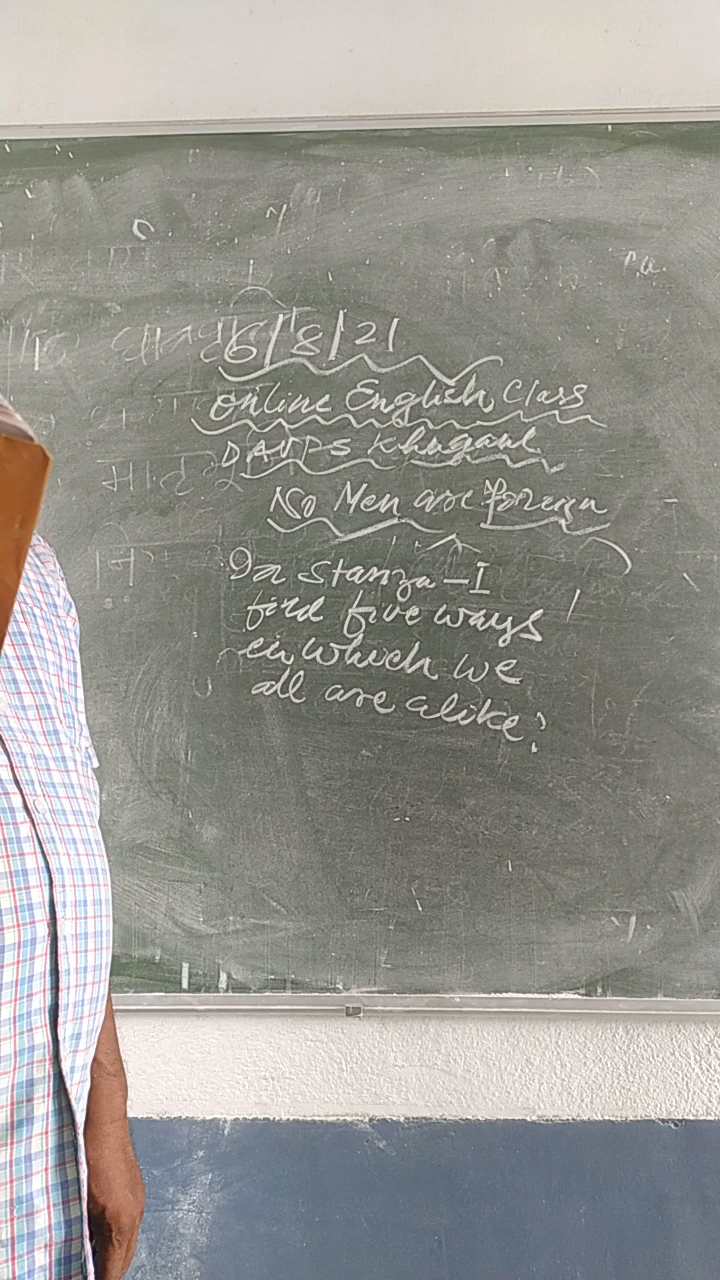 6/8/21
Online English Class
DAVPS Khagaul
No Men are Foreign
In Stanza-I
find five ways
in which we
all are alike?